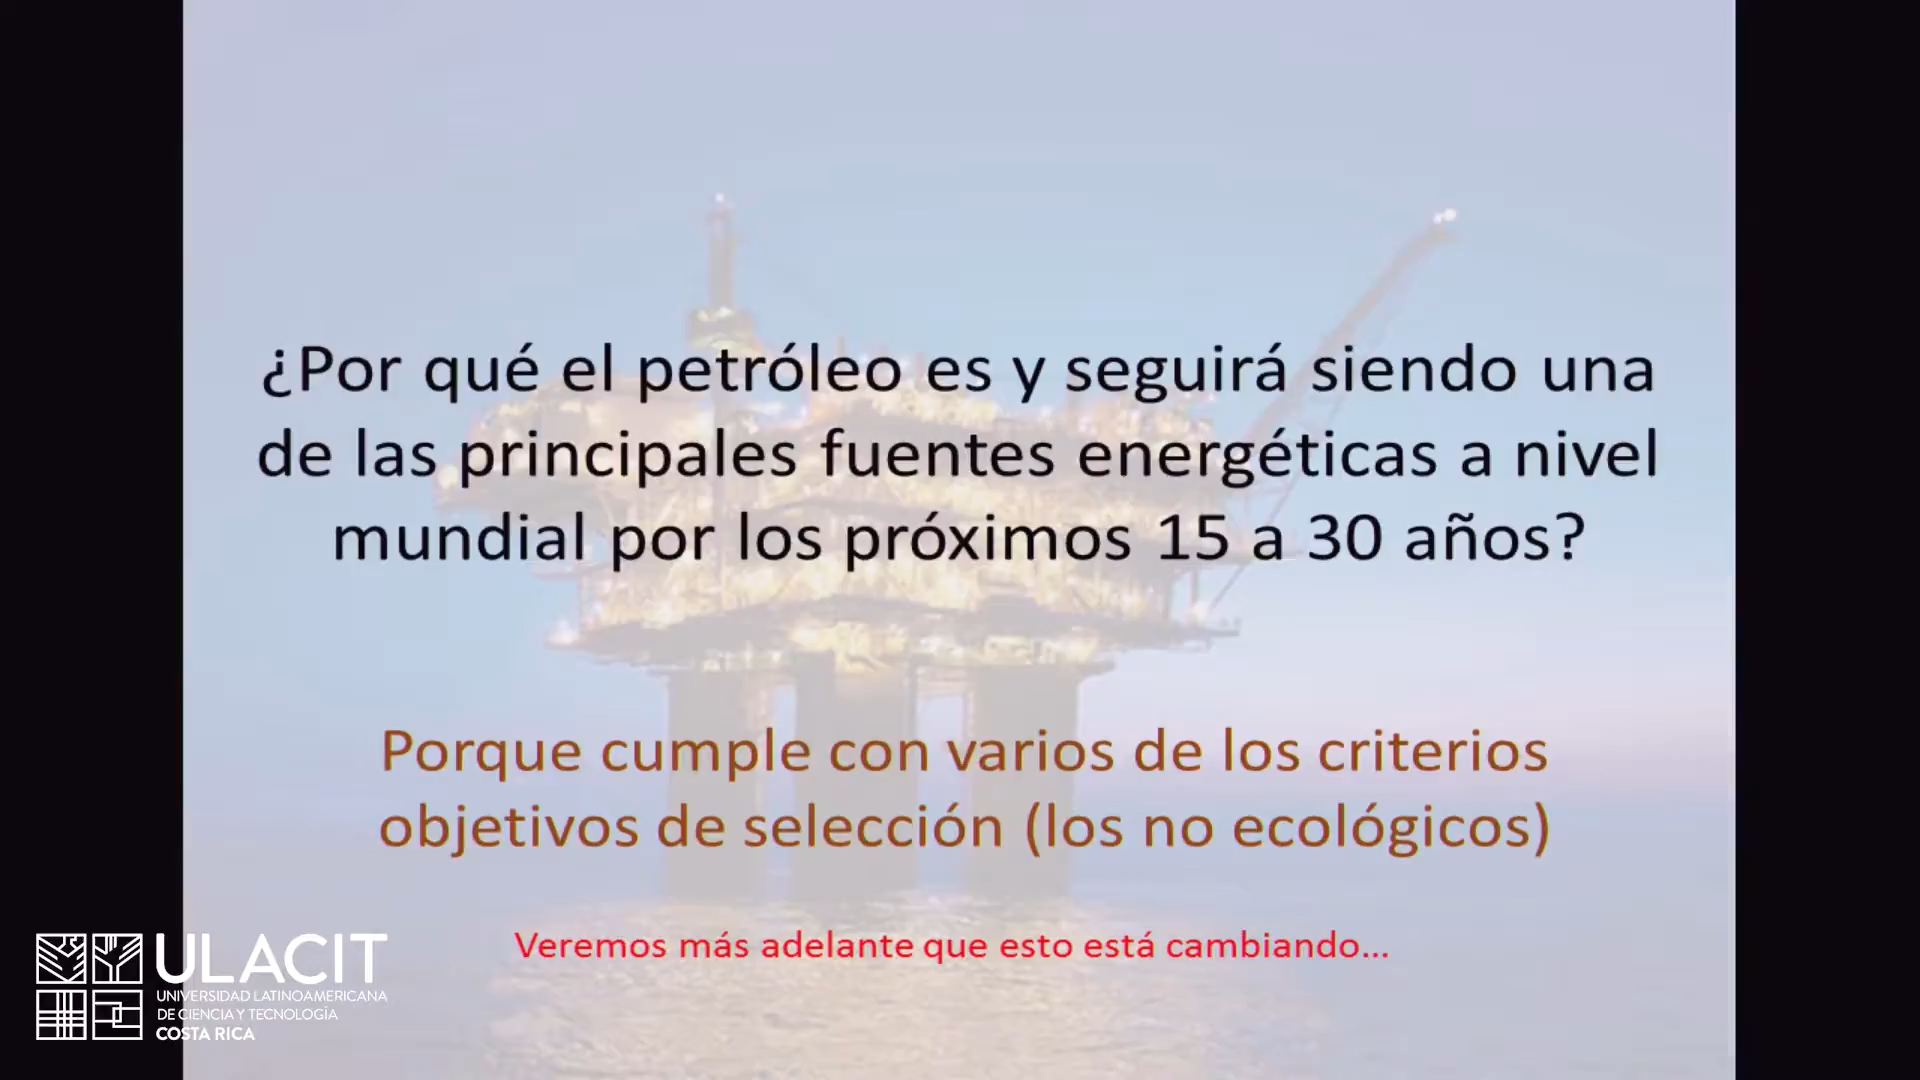 ¿Por qué el petróleo es y seguirá siendo una
de las principales fuentes energéticas a nivel
mundial por los próximos 15 a 30 años?
Porque cumple con varios de los criterios
objetivos de selección (los no ecológicos)
Veremos más adelante que esto está cambiando...
ULACIT
UNIVERSIDAD LATINOAMERICANA
DE CIENCIA Y TECNOLOGÍA
COSTA RICA